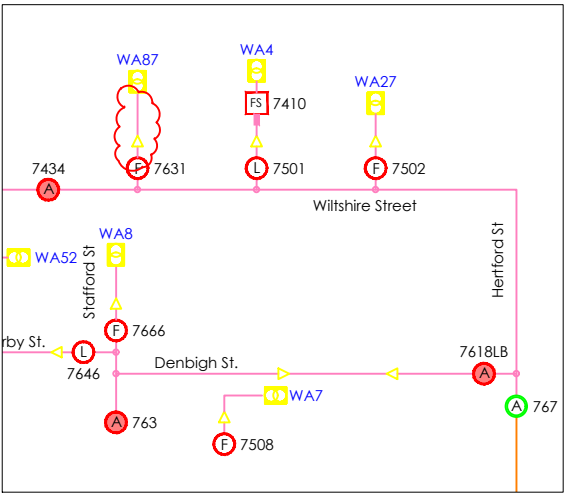 WA87
WA4
WA27
FS 7410
F 7631
L 7501
F 7502
7434
A
Wiltshire Street
Hertford St
WA8
Stafford St
WA52
F 7666
rby St.
L
7646
Denbigh St.
7618LB
A
WA7
A 767
A 763
F 7508